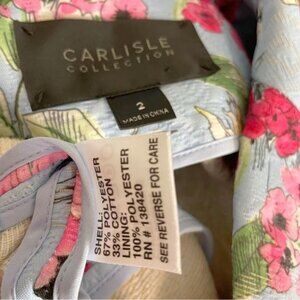 CARLISLE
COLLECTION
2
MADE IN CHINA
SHELL:
67% POLYESTER
33% COTTON
LINING:
100% POLYESTER
RN # 138420
SEE REVERSE FOR CARE